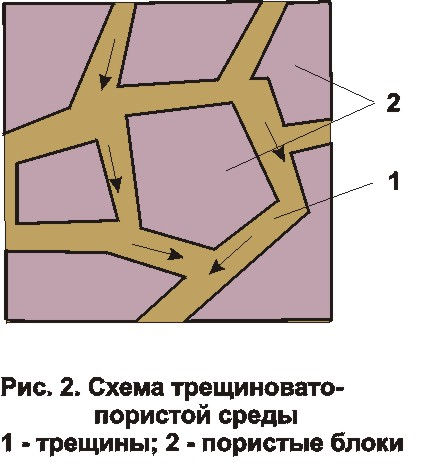 2
1
Рис. 2. Схема трещиновато-
пористой среды
1 - трещины; 2 - пористые блоки